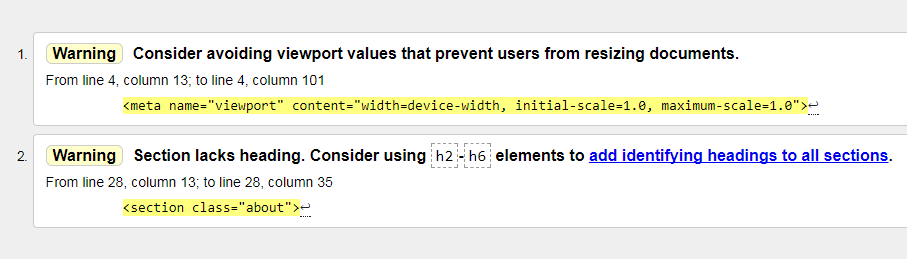 1. Warning Consider avoiding viewport values that prevent users from resizing documents.
From line 4, column 13; to line 4, column 101
<meta name="viewport" content="width=device-width, initial-scale=1.0, maximum-scale=1.0">↩
2. Warning Section lacks heading. Consider using h2-h6 elements to add identifying headings to all sections.
From line 28, column 13; to line 28, column 35
<section class="about">↩